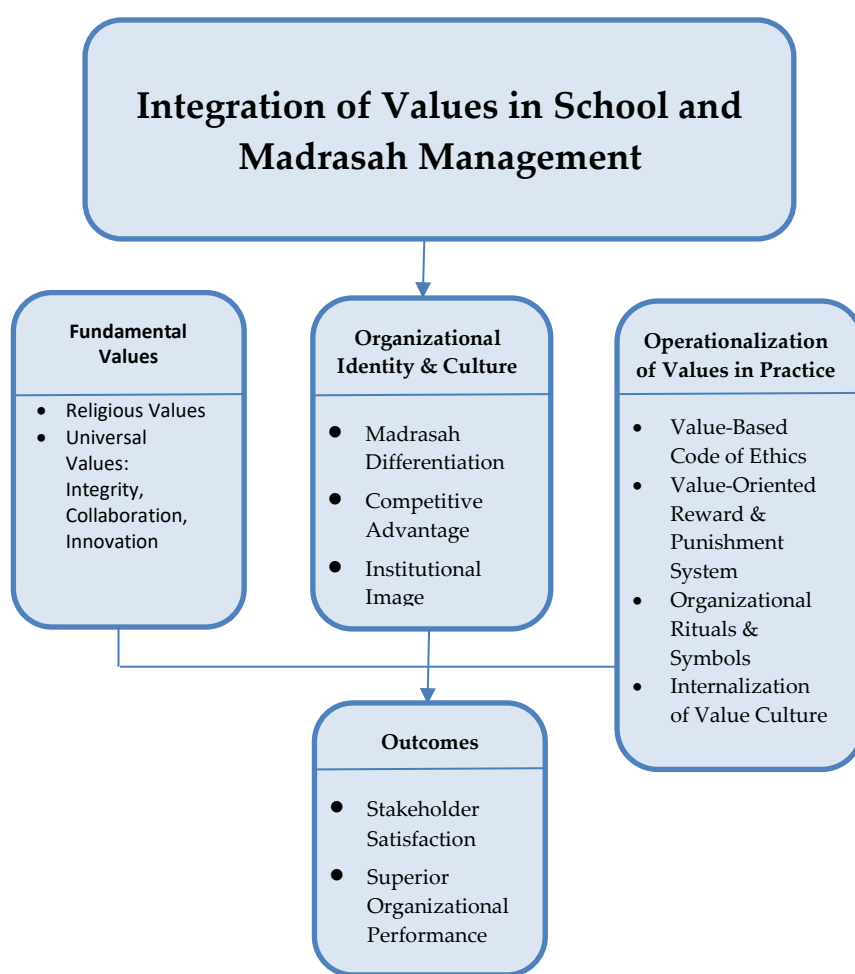 Integration of Values in School and
Madrasah Management
Fundamental
Values
• Religious Values
• Universal
Values:
Integrity,
Collaboration,
Innovation
Organizational
Identity & Culture
• Madrasah
Differentiation
• Competitive
Advantage
• Institutional
Image
Operationalization
of Values in Practice
• Value-Based
Code of Ethics
• Value-Oriented
Reward &
Punishment
System
• Organizational
Rituals &
Symbols
• Internalization
of Value Culture
Outcomes
• Stakeholder
Satisfaction
• Superior
Organizational
Performance